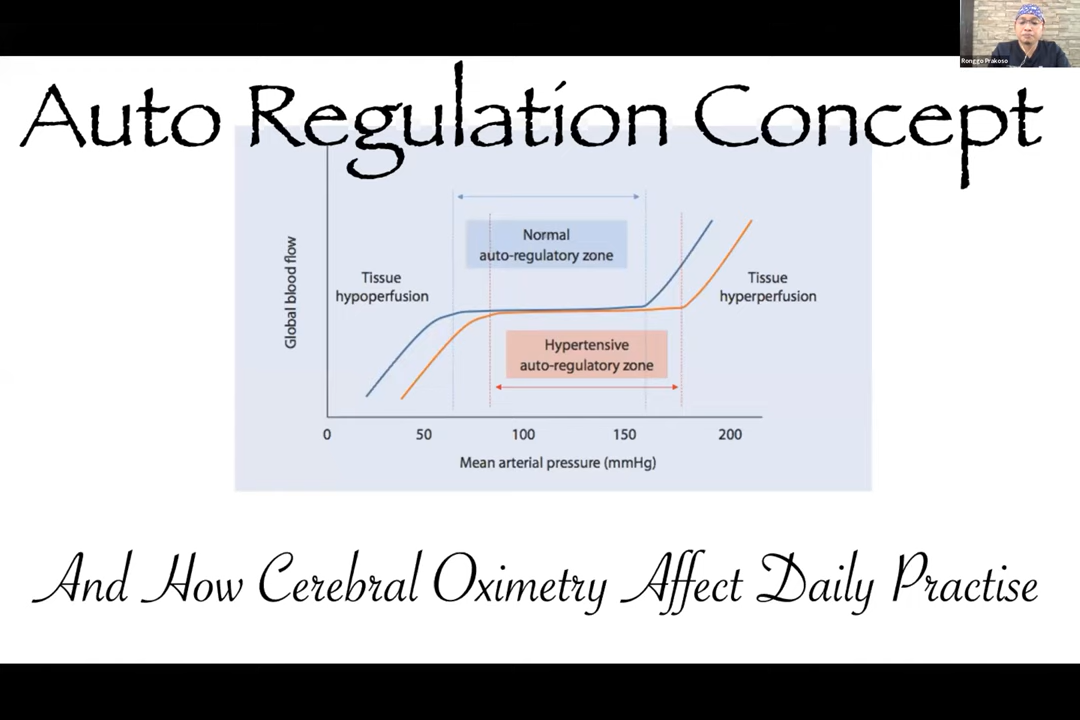 Ronggo Prakoso
Auto Regulation Concept
Normal
auto-regulatory zone
Tissue
hypoperfusion
Tissue
hyperperfusion
Global blood flow
Hypertensive
auto-regulatory zone
0 50 100 150 200
Mean arterial pressure (mmHg)
And How Cerebral Oximetry Affect Daily Practise